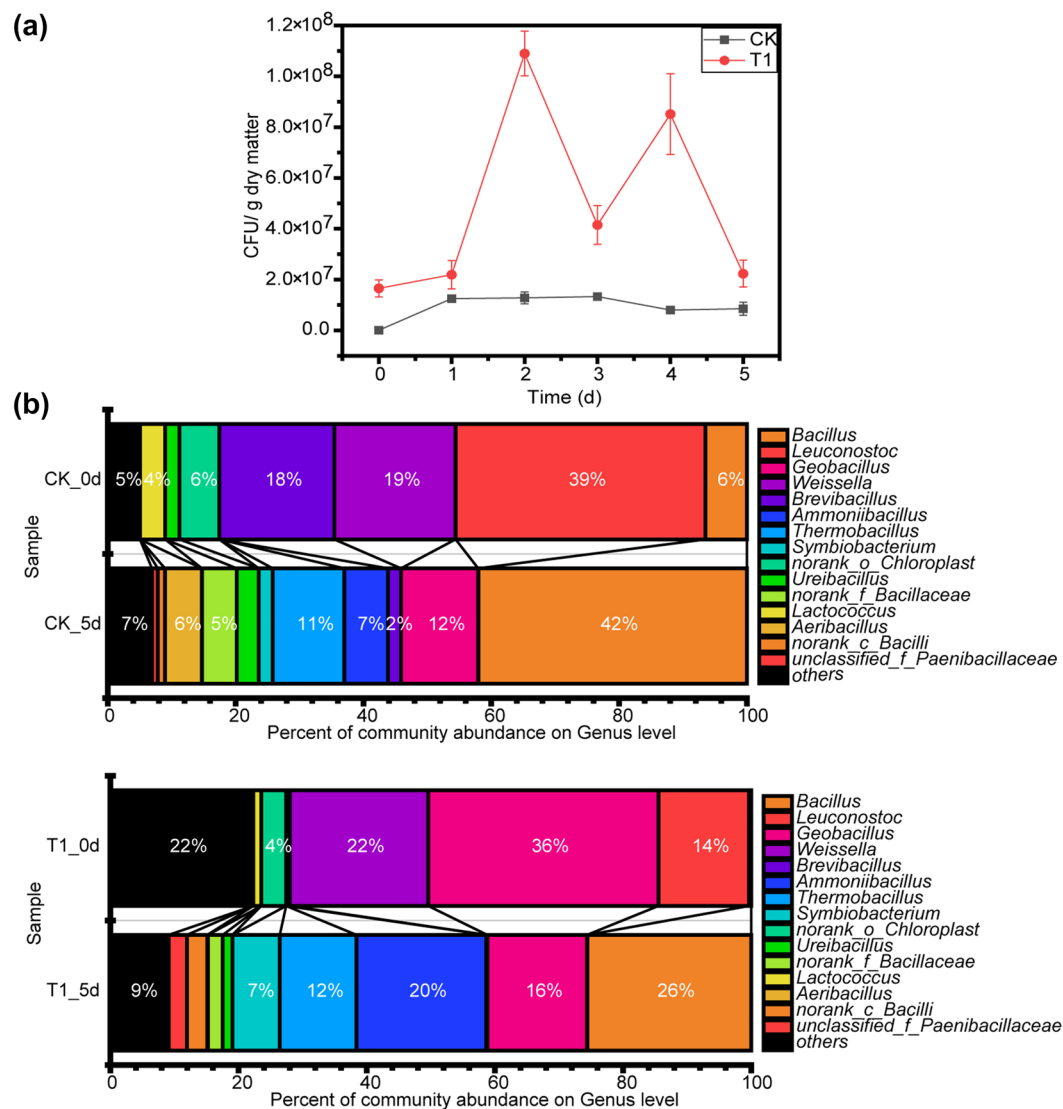 (a)
CFU/ g dry matter
1.2×10⁸
1.0×10⁸
8.0×10⁷
6.0×10⁷
4.0×10⁷
2.0×10⁷
0.0
CK
T1
0 1 2 3 4 5
Time (d)
(b)
Sample
CK_0d
5% 4% 6% 18% 19% 39% 6%
CK_5d
7% 6% 5% 11% 7% 2% 12% 42%
0 20 40 60 80 100
Percent of community abundance on Genus level
Bacillus
Leuconostoc
Geobacillus
Weissella
Brevibacillus
Ammoniibacillus
Thermobacillus
Symbiobacterium
norank_o_Chloroplast
Ureibacillus
norank_f_Bacillaceae
Lactococcus
Aeribacillus
norank_c_Bacilli
unclassified_f_Paenibacillaceae
others
Sample
T1_0d
22% 4% 22% 36% 14%
T1_5d
9% 7% 12% 20% 16% 26%
0 20 40 60 80 100
Percent of community abundance on Genus level
Bacillus
Leuconostoc
Geobacillus
Weissella
Brevibacillus
Ammoniibacillus
Thermobacillus
Symbiobacterium
norank_o_Chloroplast
Ureibacillus
norank_f_Bacillaceae
Lactococcus
Aeribacillus
norank_c_Bacilli
unclassified_f_Paenibacillaceae
others